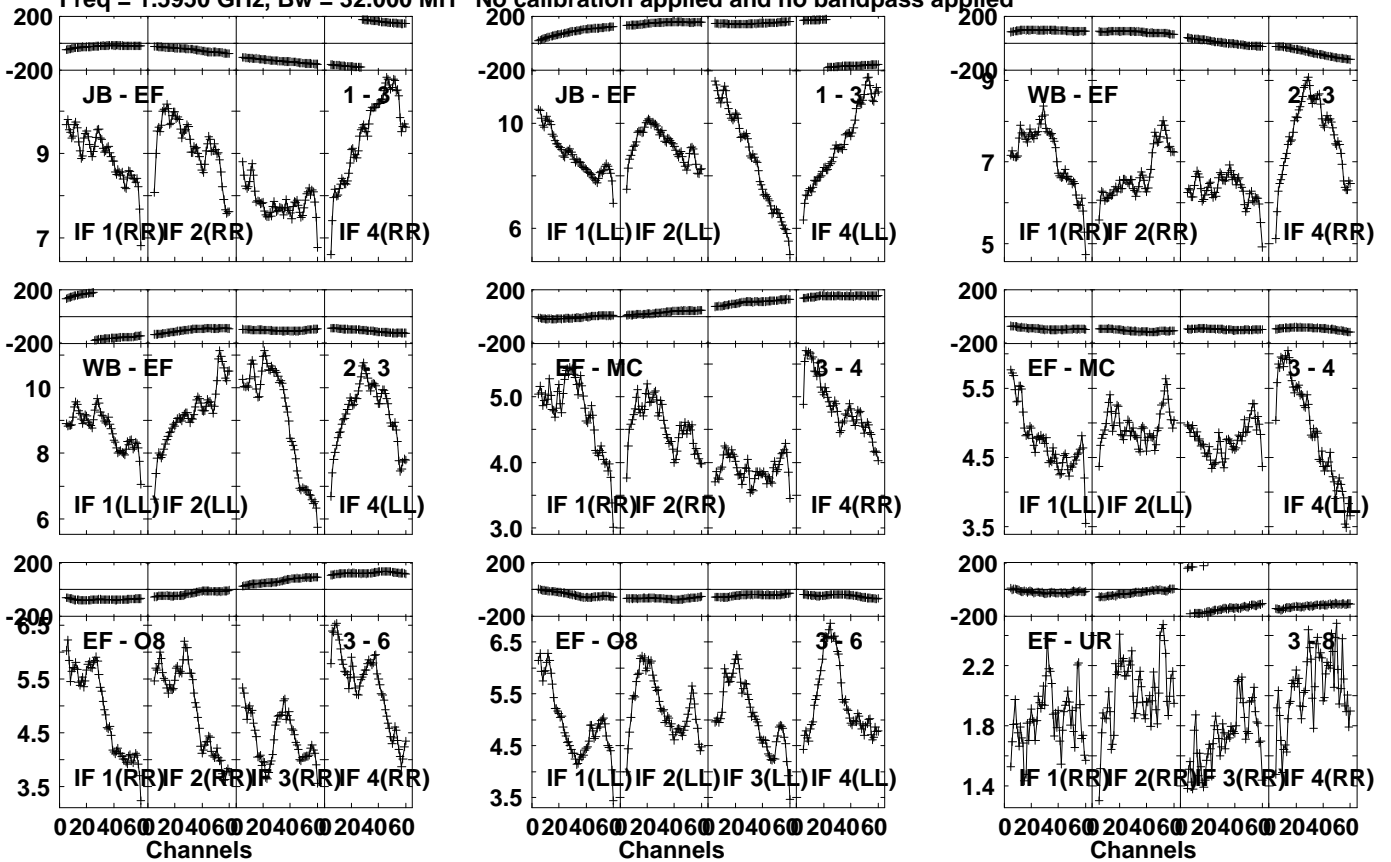 Freq = 1.5950 GHz, Bw = 32.000 MH No calibration applied and no bandpass applied
200 200 200
-200 -200 -200
JB - EF 1 - 3 JB - EF 1 - 3 WB - EF 2 - 3
9
10
9 7
7 6 5
IF 1(RR) IF 2(RR) IF 4(RR) IF 1(LL) IF 2(LL) IF 4(LL) IF 1(RR) IF 2(RR) IF 4(RR)
200 200 200
-200 -200 -200
WB - EF 2 - 3 EF - MC 3 - 4 EF - MC 3 - 4
10 5.0 5.5
8 4.0 4.5
6 3.0 3.5
IF 1(LL) IF 2(LL) IF 4(LL) IF 1(RR) IF 2(RR) IF 4(RR) IF 1(LL) IF 2(LL) IF 4(LL)
200 200 200
-200 -200 -200
EF - O8 3 - 6 EF - O8 3 - 6 EF - UR 3 - 8
6.5 6.5 2.2
5.5 5.5 1.8
4.5 4.5 1.4
3.5 3.5
IF 1(RR) IF 2(RR) IF 3(RR) IF 4(RR) IF 1(LL) IF 2(LL) IF 3(LL) IF 4(LL) IF 1(RR) IF 2(RR) IF 3(RR) IF 4(RR)
0 20 40 60 0 20 40 60 0 20 40 60 0 20 40 60 0 20 40 60 0 20 40 60 0 20 40 60 0 20 40 60 0 20 40 60 0 20 40 60 0 20 40 60 0 20 40 60
Channels Channels Channels